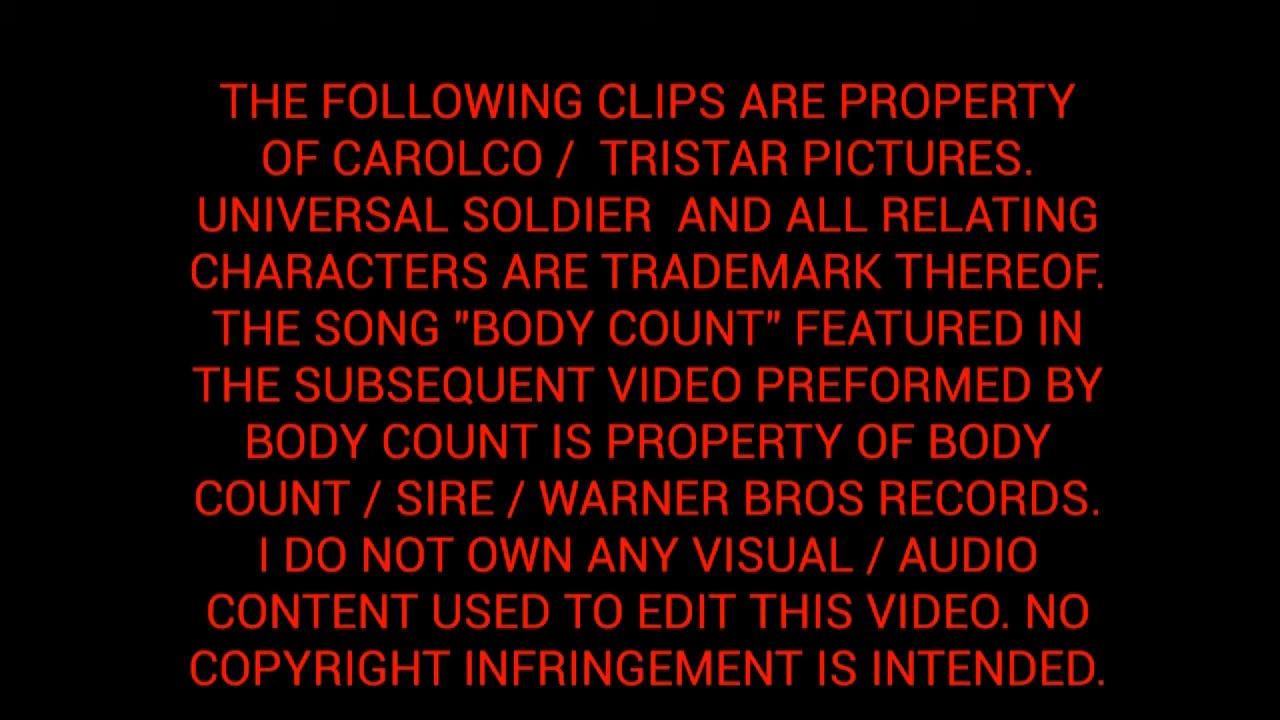 THE FOLLOWING CLIPS ARE PROPERTY
OF CAROLCO /  TRISTAR PICTURES.
UNIVERSAL SOLDIER  AND ALL RELATING
CHARACTERS ARE TRADEMARK THEREOF.
THE SONG "BODY COUNT" FEATURED IN
THE SUBSEQUENT VIDEO PREFORMED BY
BODY COUNT IS PROPERTY OF BODY
COUNT / SIRE / WARNER BROS RECORDS.
I DO NOT OWN ANY VISUAL / AUDIO
CONTENT USED TO EDIT THIS VIDEO. NO
COPYRIGHT INFRINGEMENT IS INTENDED.